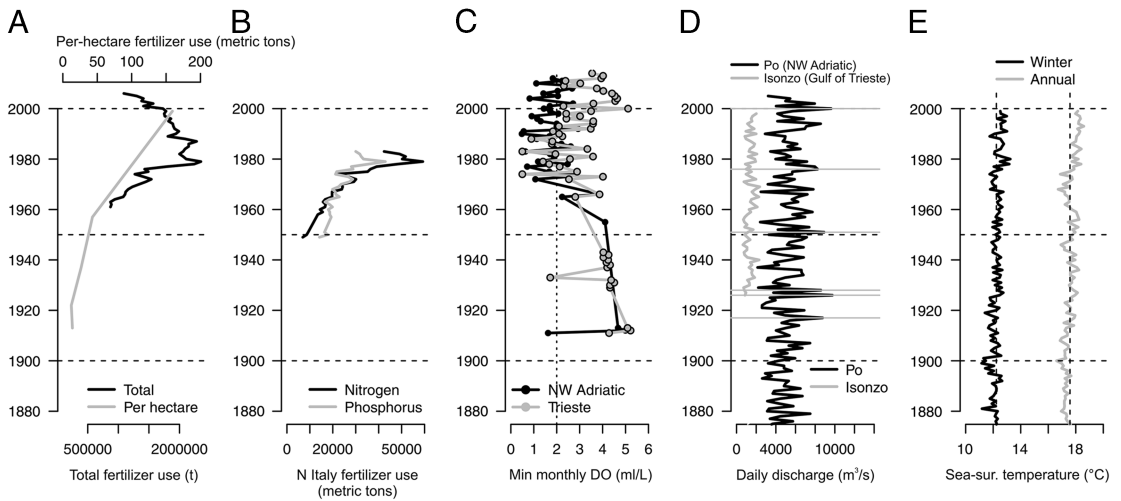 A
B
C
D
E
Per-hectare fertilizer use (metric tons)
0 50 100 200
Po (NW Adriatic)
Isonzo (Gulf of Trieste)
Winter
Annual
2000
1980
1960
1940
1920
1900
1880
2000
1980
1960
1940
1920
1900
1880
2000
1980
1960
1940
1920
1900
1880
2000
1980
1960
1940
1920
1900
1880
2000
1980
1960
1940
1920
1900
1880
Total
Per hectare
Nitrogen
Phosphorus
NW Adriatic
Trieste
Po
Isonzo
500000 2000000
0 20000 50000
0 1 2 3 4 5 6
0 4000 10000
10 14 18
Total fertilizer use (t)
N Italy fertilizer use
(metric tons)
Min monthly DO (ml/L)
Daily discharge (m³/s)
Sea-sur. temperature (°C)